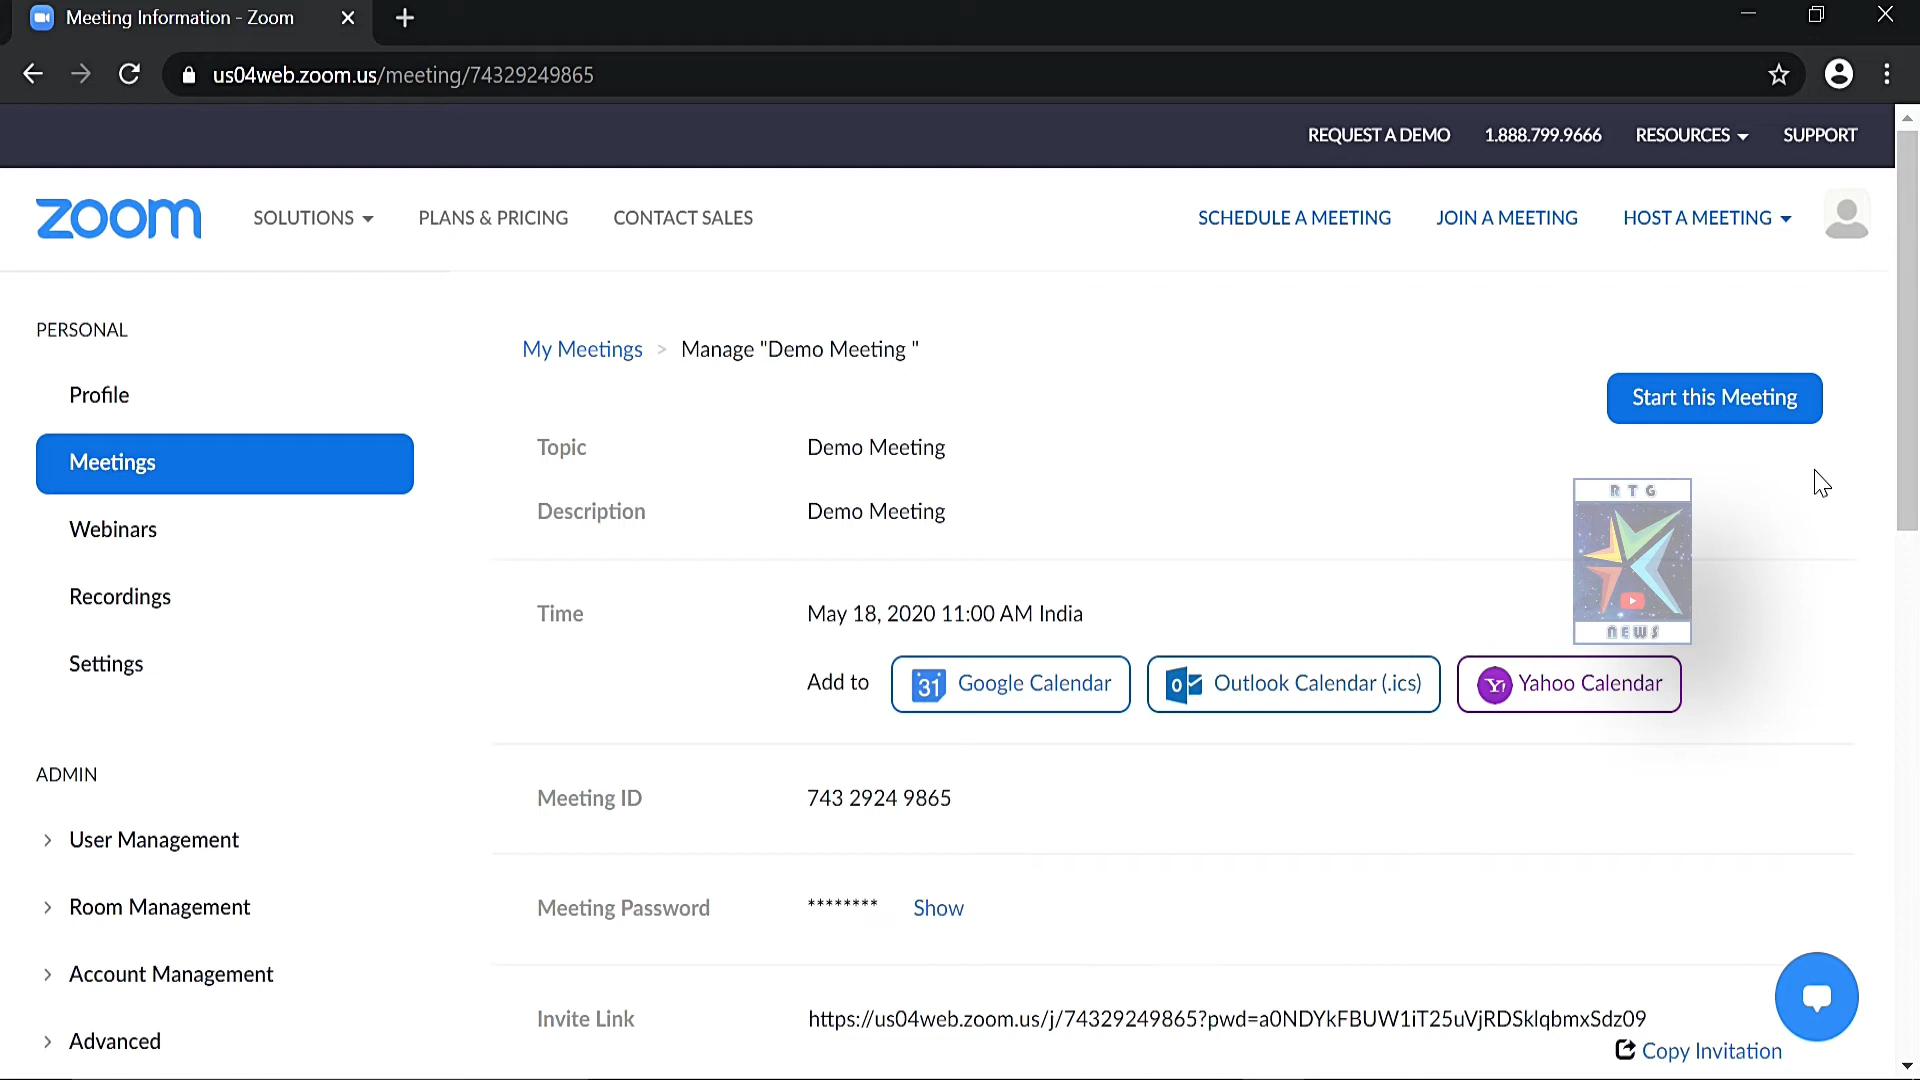 Meeting Information - Zoom
us04web.zoom.us/meeting/74329249865
REQUEST A DEMO 1.888.799.9666 RESOURCES SUPPORT
zoom SOLUTIONS PLANS & PRICING CONTACT SALES SCHEDULE A MEETING JOIN A MEETING HOST A MEETING
PERSONAL
Profile
Meetings
Webinars
Recordings
Settings
ADMIN
User Management
Room Management
Account Management
Advanced
My Meetings > Manage "Demo Meeting "
Start this Meeting
Topic Demo Meeting
Description Demo Meeting
RTG
NEWS
Time May 18, 2020 11:00 AM India
Add to 31 Google Calendar Outlook Calendar (.ics) Yahoo Calendar
Meeting ID 743 2924 9865
Meeting Password ******** Show
Invite Link https://us04web.zoom.us/j/74329249865?pwd=a0NDYkFBUW1iT25uVjRDSklqbmxSdz09
Copy Invitation